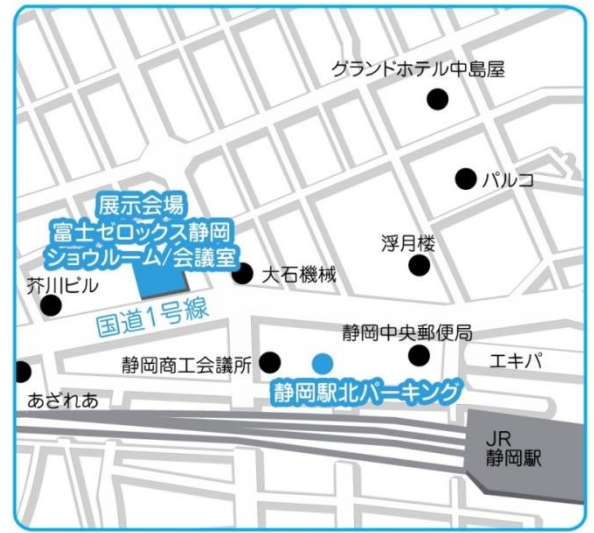 グランドホテル中島屋
パルコ
展示会場
富士ゼロックス静岡
ショウルーム/会議室
浮月楼
大石機械
芥川ビル
国道1号線
静岡中央郵便局
静岡商工会議所
エキパ
静岡駅北パーキング
あざれあ
JR
静岡駅